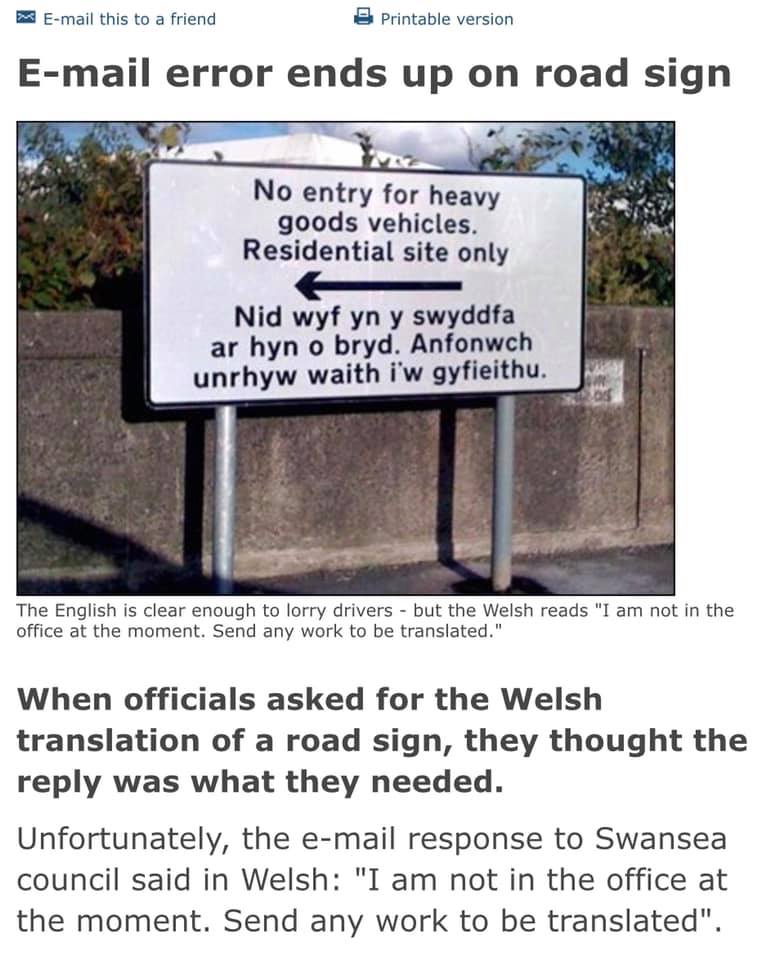 E-mail this to a friend
Printable version
E-mail error ends up on road sign
No entry for heavy
goods vehicles.
Residential site only
Nid wyf yn y swyddfa
ar hyn o bryd. Anfonwch
unrhyw waith i'w gyfieithu.
The English is clear enough to lorry drivers - but the Welsh reads "I am not in the
office at the moment. Send any work to be translated."
When officials asked for the Welsh
translation of a road sign, they thought the
reply was what they needed.
Unfortunately, the e-mail response to Swansea
council said in Welsh: "I am not in the office at
the moment. Send any work to be translated".